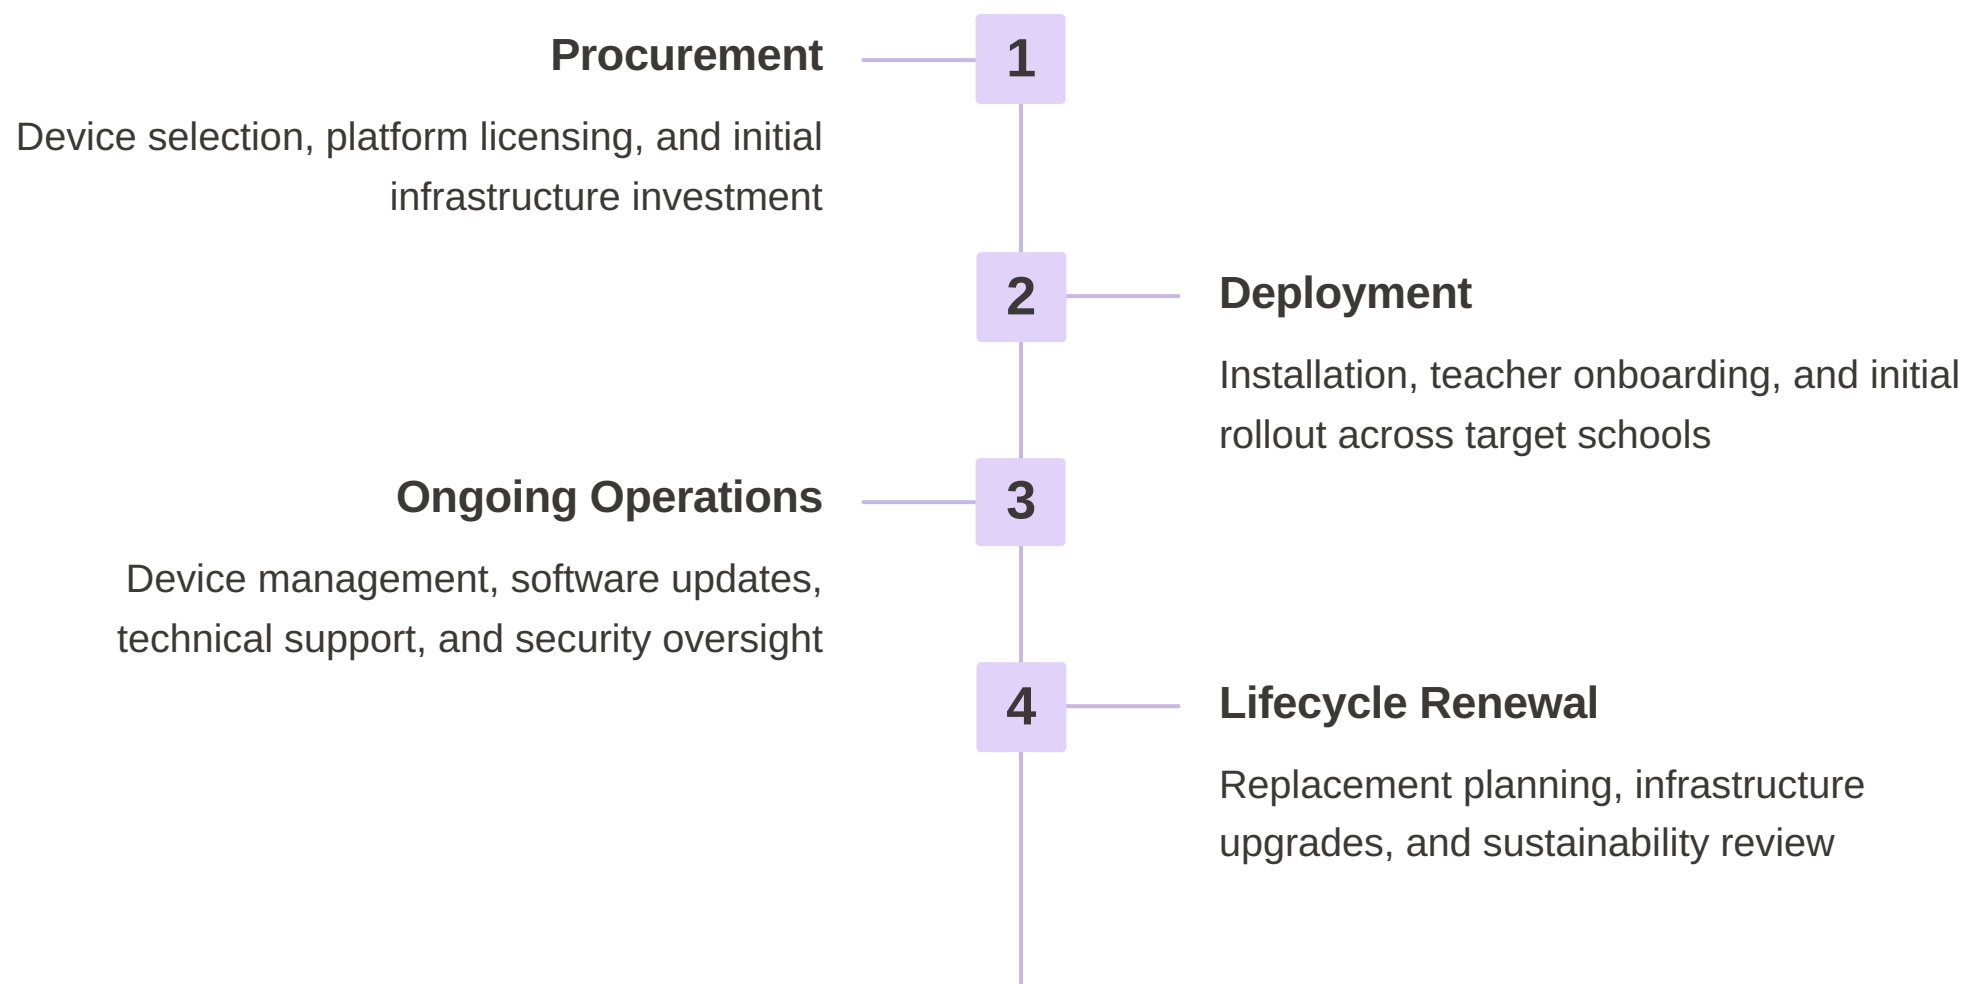 1
Procurement
Device selection, platform licensing, and initial
infrastructure investment
2
Deployment
Installation, teacher onboarding, and initial
rollout across target schools
3
Ongoing Operations
Device management, software updates,
technical support, and security oversight
4
Lifecycle Renewal
Replacement planning, infrastructure
upgrades, and sustainability review